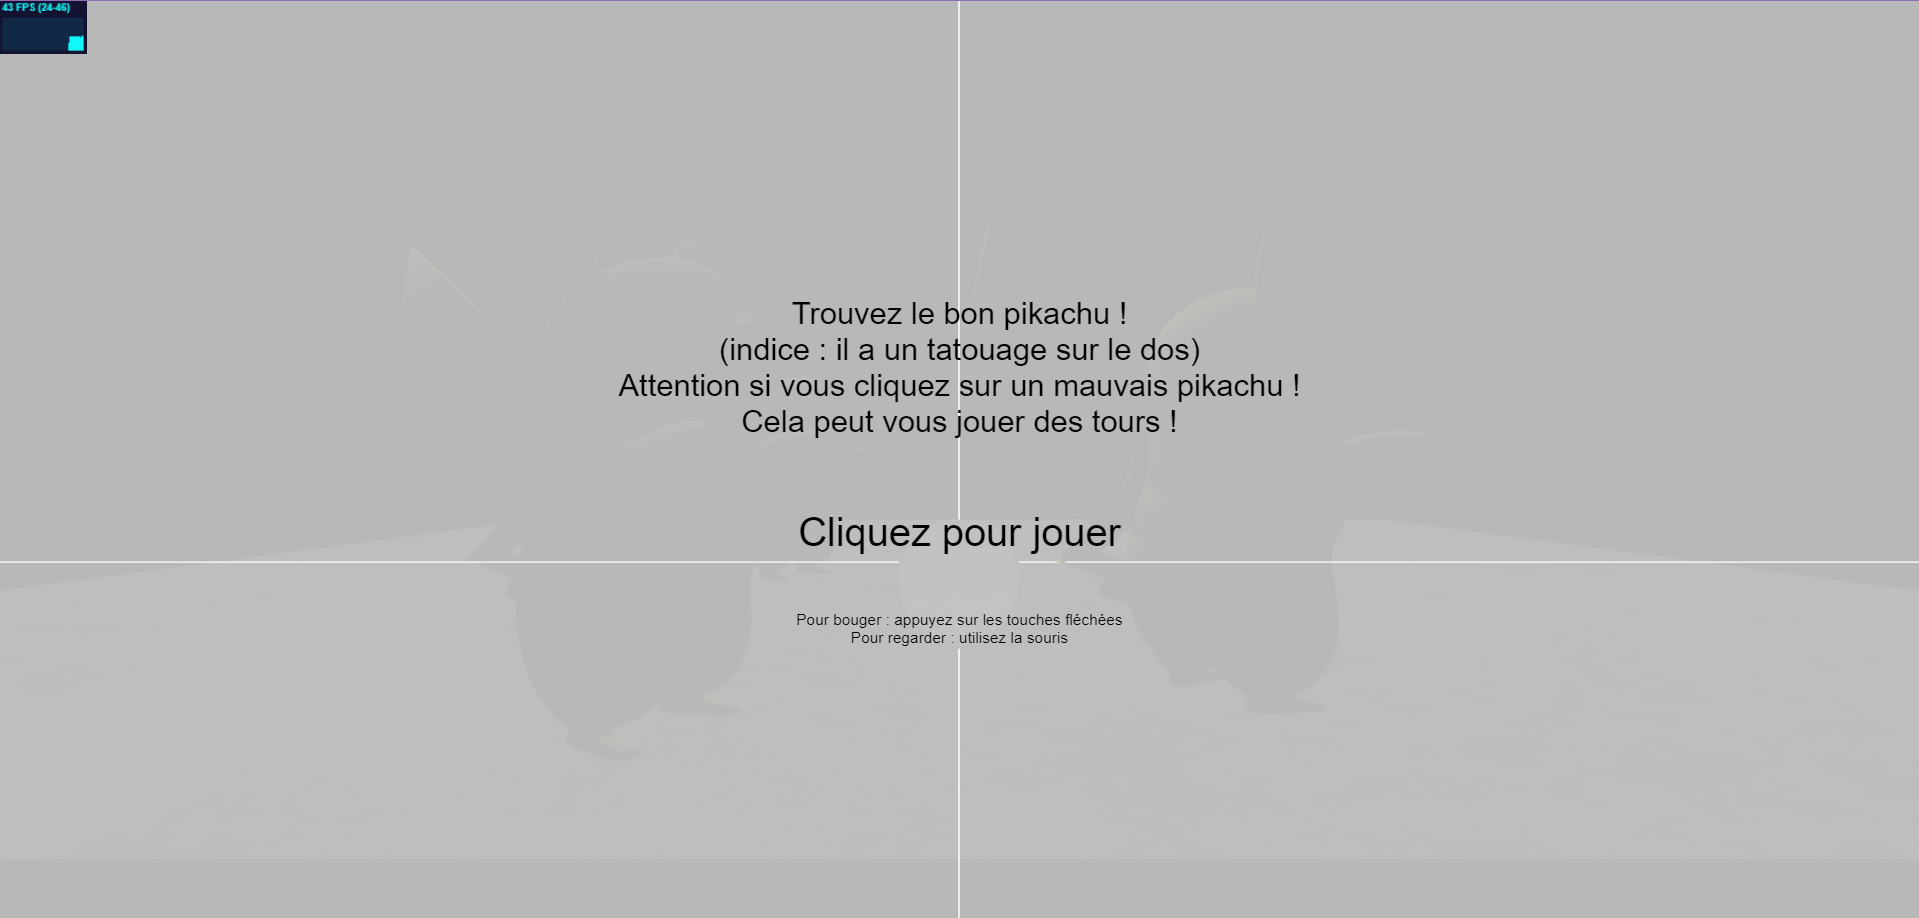 43 FPS (24-46)
Trouvez le bon pikachu !
(indice : il a un tatouage sur le dos)
Attention si vous cliquez sur un mauvais pikachu !
Cela peut vous jouer des tours !
Cliquez pour jouer
Pour bouger : appuyez sur les touches fléchées
Pour regarder : utilisez la souris